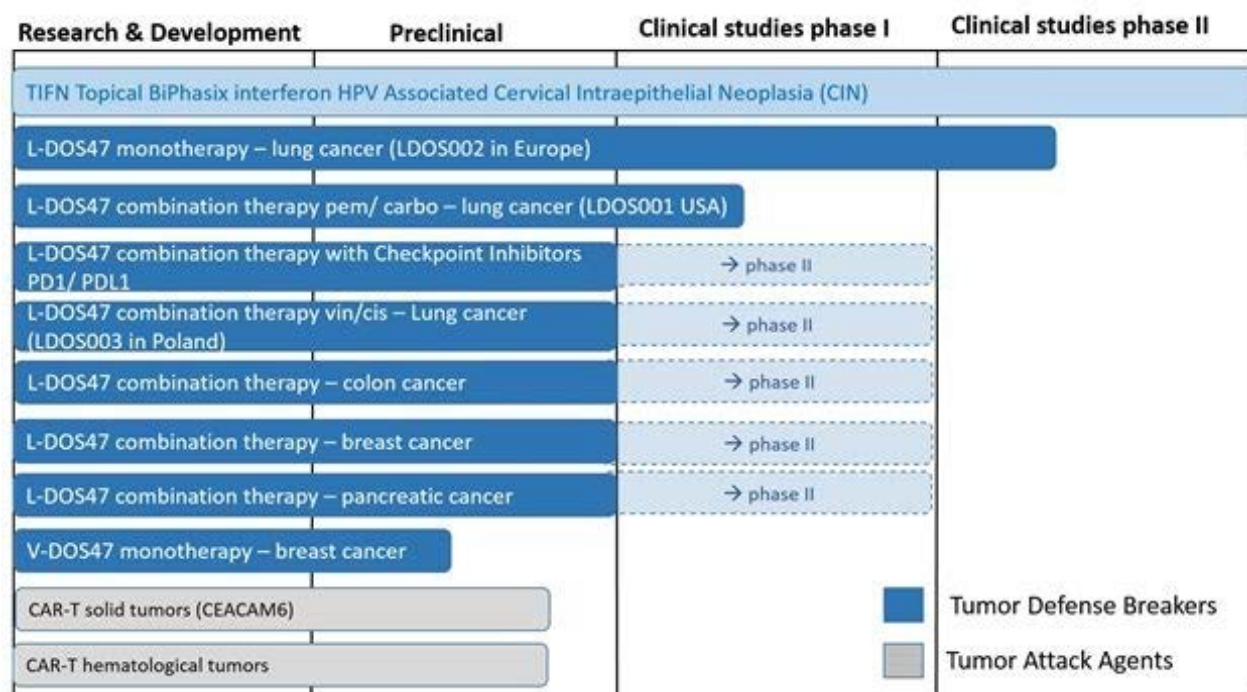 Research & Development
Preclinical
Clinical studies phase I
Clinical studies phase II
TIFN Topical BiPhasix interferon HPV Associated Cervical Intraepithelial Neoplasia (CIN)
L-DOS47 monotherapy – lung cancer (LDOS002 in Europe)
L-DOS47 combination therapy pem/ carbo – lung cancer (LDOS001 USA)
L-DOS47 combination therapy with Checkpoint Inhibitors
PD1/ PDL1
→ phase II
L-DOS47 combination therapy vin/cis – Lung cancer
(LDOS003 in Poland)
→ phase II
L-DOS47 combination therapy – colon cancer
→ phase II
L-DOS47 combination therapy – breast cancer
→ phase II
L-DOS47 combination therapy – pancreatic cancer
→ phase II
V-DOS47 monotherapy – breast cancer
CAR-T solid tumors (CEACAM6)
Tumor Defense Breakers
CAR-T hematological tumors
Tumor Attack Agents